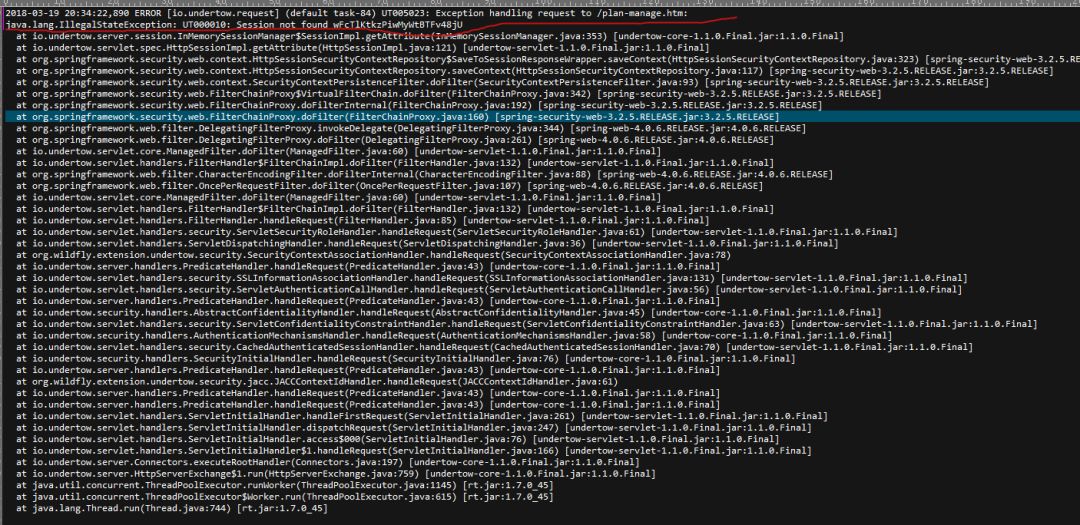 0 10 20 30 40 50 60 70 80 90 100 110 120 130 140 150 160 170 180 190
2018-03-19 20:34:22,890 ERROR [io.undertow.request] (default task-84) UT005023: Exception handling request to /plan-manage.htm:
java.lang.IllegalStateException: UT000010: Session not found
at io.undertow.server.session.InMemorySessionManager$SessionImpl.getAttribute(InMemorySessionManager.java:353) [undertow-core-1.1.0.Final.jar:1.1.0.Final]
at io.undertow.servlet.spec.HttpSessionImpl.getAttribute(HttpSessionImpl.java:121) [undertow-servlet-1.1.0.Final.jar:1.1.0.Final]
at org.springframework.security.web.context.HttpSessionSecurityContextRepository$SaveToSessionResponseWrapper.saveContext(HttpSessionSecurityContextRepository.java:323) [spring-security-web-3.2.5.RE
at org.springframework.security.web.context.HttpSessionSecurityContextRepository.saveContext(HttpSessionSecurityContextRepository.java:117) [spring-security-web-3.2.5.RELEASE.jar:3.2.5.RELEASE]
at org.springframework.security.web.context.SecurityContextPersistenceFilter.doFilter(SecurityContextPersistenceFilter.java:93) [spring-security-web-3.2.5.RELEASE.jar:3.2.5.RELEASE]
at org.springframework.security.web.FilterChainProxy$VirtualFilterChain.doFilter(FilterChainProxy.java:342) [spring-security-web-3.2.5.RELEASE.jar:3.2.5.RELEASE]
at org.springframework.security.web.FilterChainProxy.doFilterInternal(FilterChainProxy.java:192) [spring-security-web-3.2.5.RELEASE.jar:3.2.5.RELEASE]
at org.springframework.security.web.FilterChainProxy.doFilter(FilterChainProxy.java:160) [spring-security-web-3.2.5.RELEASE.jar:3.2.5.RELEASE]
at org.springframework.web.filter.DelegatingFilterProxy.invokeDelegate(DelegatingFilterProxy.java:344) [spring-web-4.0.6.RELEASE.jar:4.0.6.RELEASE]
at org.springframework.web.filter.DelegatingFilterProxy.doFilter(DelegatingFilterProxy.java:261) [spring-web-4.0.6.RELEASE.jar:4.0.6.RELEASE]
at io.undertow.servlet.core.ManagedFilter.doFilter(ManagedFilter.java:60) [undertow-servlet-1.1.0.Final.jar:1.1.0.Final]
at io.undertow.servlet.handlers.FilterHandler$FilterChainImpl.doFilter(FilterHandler.java:132) [undertow-servlet-1.1.0.Final.jar:1.1.0.Final]
at org.springframework.web.filter.CharacterEncodingFilter.doFilterInternal(CharacterEncodingFilter.java:88) [spring-web-4.0.6.RELEASE.jar:4.0.6.RELEASE]
at org.springframework.web.filter.OncePerRequestFilter.doFilter(OncePerRequestFilter.java:107) [spring-web-4.0.6.RELEASE.jar:4.0.6.RELEASE]
at io.undertow.servlet.core.ManagedFilter.doFilter(ManagedFilter.java:60) [undertow-servlet-1.1.0.Final.jar:1.1.0.Final]
at io.undertow.servlet.handlers.FilterHandler$FilterChainImpl.doFilter(FilterHandler.java:132) [undertow-servlet-1.1.0.Final.jar:1.1.0.Final]
at io.undertow.servlet.handlers.FilterHandler.handleRequest(FilterHandler.java:85) [undertow-servlet-1.1.0.Final.jar:1.1.0.Final]
at io.undertow.servlet.handlers.security.ServletSecurityRoleHandler.handleRequest(ServletSecurityRoleHandler.java:61) [undertow-servlet-1.1.0.Final.jar:1.1.0.Final]
at io.undertow.servlet.handlers.ServletDispatchingHandler.handleRequest(ServletDispatchingHandler.java:36) [undertow-servlet-1.1.0.Final.jar:1.1.0.Final]
at org.wildfly.extension.undertow.security.SecurityContextAssociationHandler.handleRequest(SecurityContextAssociationHandler.java:78)
at io.undertow.server.handlers.PredicateHandler.handleRequest(PredicateHandler.java:43) [undertow-core-1.1.0.Final.jar:1.1.0.Final]
at io.undertow.servlet.handlers.security.SSLInformationAssociationHandler.handleRequest(SSLInformationAssociationHandler.java:131) [undertow-servlet-1.1.0.Final.jar:1.1.0.Final]
at io.undertow.servlet.handlers.security.ServletAuthenticationCallHandler.handleRequest(ServletAuthenticationCallHandler.java:56) [undertow-servlet-1.1.0.Final.jar:1.1.0.Final]
at io.undertow.server.handlers.PredicateHandler.handleRequest(PredicateHandler.java:43) [undertow-core-1.1.0.Final.jar:1.1.0.Final]
at io.undertow.security.handlers.AbstractConfidentialityHandler.handleRequest(AbstractConfidentialityHandler.java:45) [undertow-core-1.1.0.Final.jar:1.1.0.Final]
at io.undertow.servlet.handlers.security.ServletConfidentialityConstraintHandler.handleRequest(ServletConfidentialityConstraintHandler.java:63) [undertow-servlet-1.1.0.Final.jar:1.1.0.Final]
at io.undertow.security.handlers.AuthenticationMechanismsHandler.handleRequest(AuthenticationMechanismsHandler.java:58) [undertow-core-1.1.0.Final.jar:1.1.0.Final]
at io.undertow.servlet.handlers.security.CachedAuthenticatedSessionHandler.handleRequest(CachedAuthenticatedSessionHandler.java:70) [undertow-servlet-1.1.0.Final.jar:1.1.0.Final]
at io.undertow.security.handlers.SecurityInitialHandler.handleRequest(SecurityInitialHandler.java:76) [undertow-core-1.1.0.Final.jar:1.1.0.Final]
at io.undertow.server.handlers.PredicateHandler.handleRequest(PredicateHandler.java:43) [undertow-core-1.1.0.Final.jar:1.1.0.Final]
at org.wildfly.extension.undertow.security.jacc.JACCContextIdHandler.handleRequest(JACCContextIdHandler.java:61)
at io.undertow.server.handlers.PredicateHandler.handleRequest(PredicateHandler.java:43) [undertow-core-1.1.0.Final.jar:1.1.0.Final]
at io.undertow.server.handlers.PredicateHandler.handleRequest(PredicateHandler.java:43) [undertow-core-1.1.0.Final.jar:1.1.0.Final]
at io.undertow.servlet.handlers.ServletInitialHandler.handleFirstRequest(ServletInitialHandler.java:261) [undertow-servlet-1.1.0.Final.jar:1.1.0.Final]
at io.undertow.servlet.handlers.ServletInitialHandler.dispatchRequest(ServletInitialHandler.java:247) [undertow-servlet-1.1.0.Final.jar:1.1.0.Final]
at io.undertow.servlet.handlers.ServletInitialHandler.access$000(ServletInitialHandler.java:76) [undertow-servlet-1.1.0.Final.jar:1.1.0.Final]
at io.undertow.servlet.handlers.ServletInitialHandler$1.handleRequest(ServletInitialHandler.java:166) [undertow-servlet-1.1.0.Final.jar:1.1.0.Final]
at io.undertow.server.Connectors.executeRootHandler(Connectors.java:197) [undertow-core-1.1.0.Final.jar:1.1.0.Final]
at io.undertow.server.HttpServerExchange$1.run(HttpServerExchange.java:759) [undertow-core-1.1.0.Final.jar:1.1.0.Final]
at java.util.concurrent.ThreadPoolExecutor.runWorker(ThreadPoolExecutor.java:1145) [rt.jar:1.7.0_45]
at java.util.concurrent.ThreadPoolExecutor$Worker.run(ThreadPoolExecutor.java:615) [rt.jar:1.7.0_45]
at java.lang.Thread.run(Thread.java:744) [rt.jar:1.7.0_45]